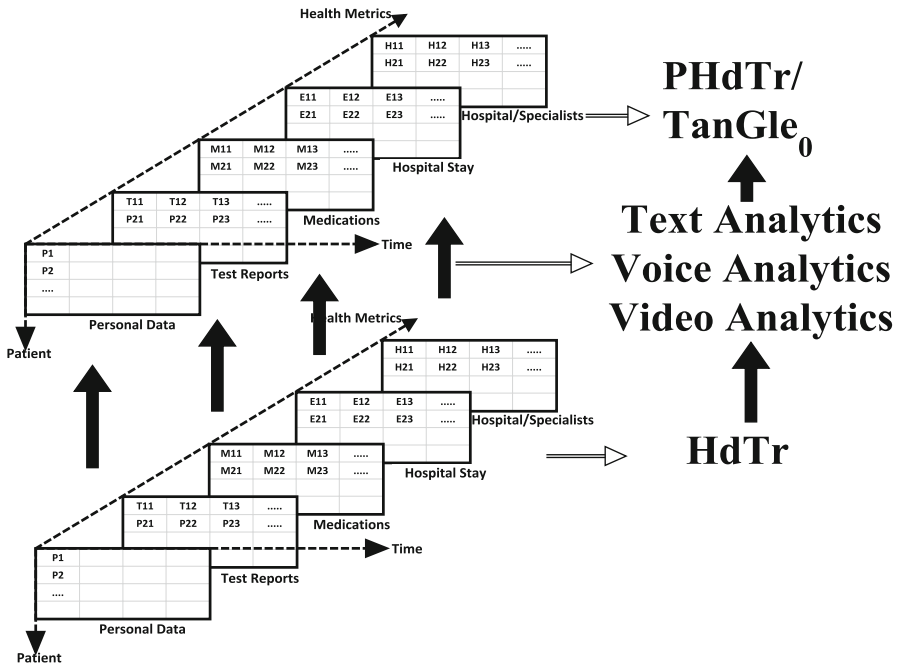 Health Metrics
H11 H12 H13 .....
H21 H22 H23
Hospital/Specialists
E11 E12 E13 .....
E21 E22 E23
Hospital Stay
M11 M12 M13 .....
M21 M22 M23
Medications
T11 T12 T13 .....
P21 P22 P23
Test Reports
Time
P1
P2
....
Personal Data
Patient
PHdTr/
TanGle0
Text Analytics
Voice Analytics
Video Analytics
HdTr
Health Metrics
H11 H12 H13 .....
H21 H22 H23
Hospital/Specialists
E11 E12 E13 .....
E21 E22 E23 .....
Hospital Stay
M11 M12 M13 .....
M21 M22 M23 .....
Medications
T11 T12 T13 .....
P21 P22 P23 .....
Test Reports
Time
P1
P2
....
Personal Data
Patient